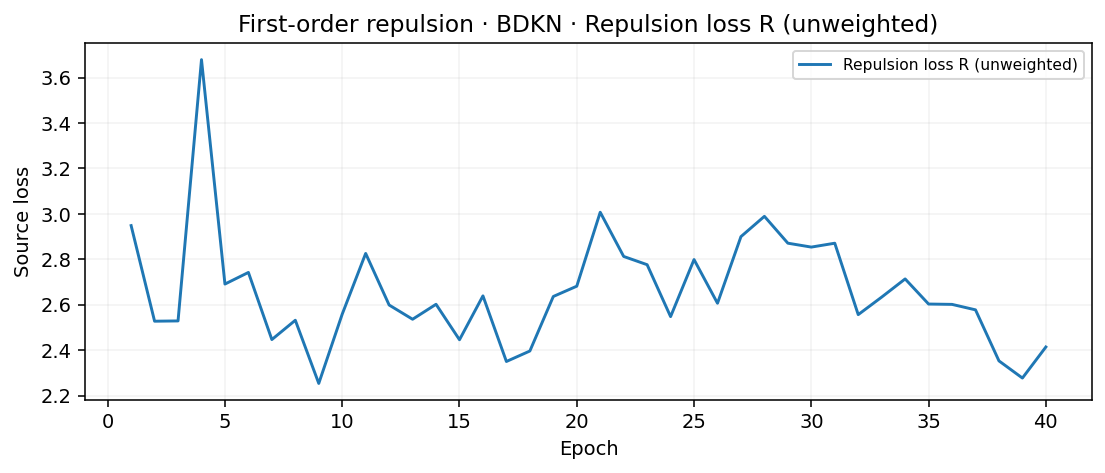 First-order repulsion · BDKN · Repulsion loss R (unweighted)
Repulsion loss R (unweighted)
Source loss
3.6
3.4
3.2
3.0
2.8
2.6
2.4
2.2
0 5 10 15 20 25 30 35 40
Epoch